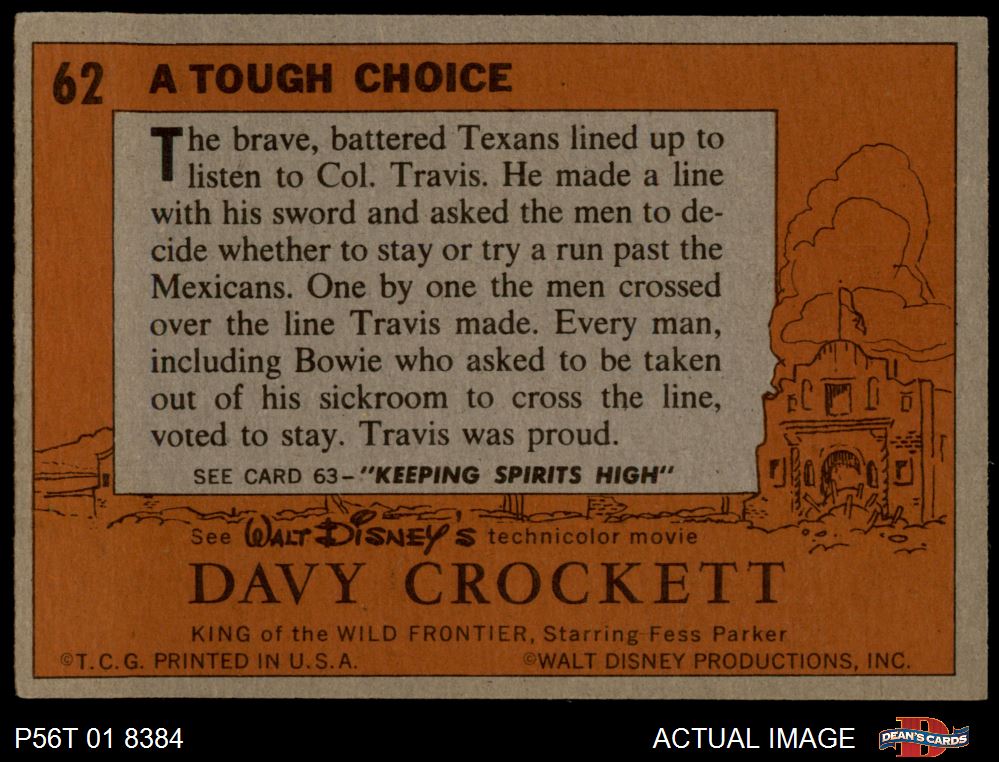 62 A TOUGH CHOICE
The brave, battered Texans lined up to
listen to Col. Travis. He made a line
with his sword and asked the men to de-
cide whether to stay or try a run past the
Mexicans. One by one the men crossed
over the line Travis made. Every man,
including Bowie who asked to be taken
out of his sickroom to cross the line,
voted to stay. Travis was proud.
SEE CARD 63-"KEEPING SPIRITS HIGH"
See WALT DISNEY'S technicolor movie
DAVY CROCKETT
KING of the WILD FRONTIER, Starring Fess Parker
©T.C.G. PRINTED IN U.S.A. ©WALT DISNEY PRODUCTIONS, INC.
P56T 01 8384 ACTUAL IMAGE D DEAN'S CARDS